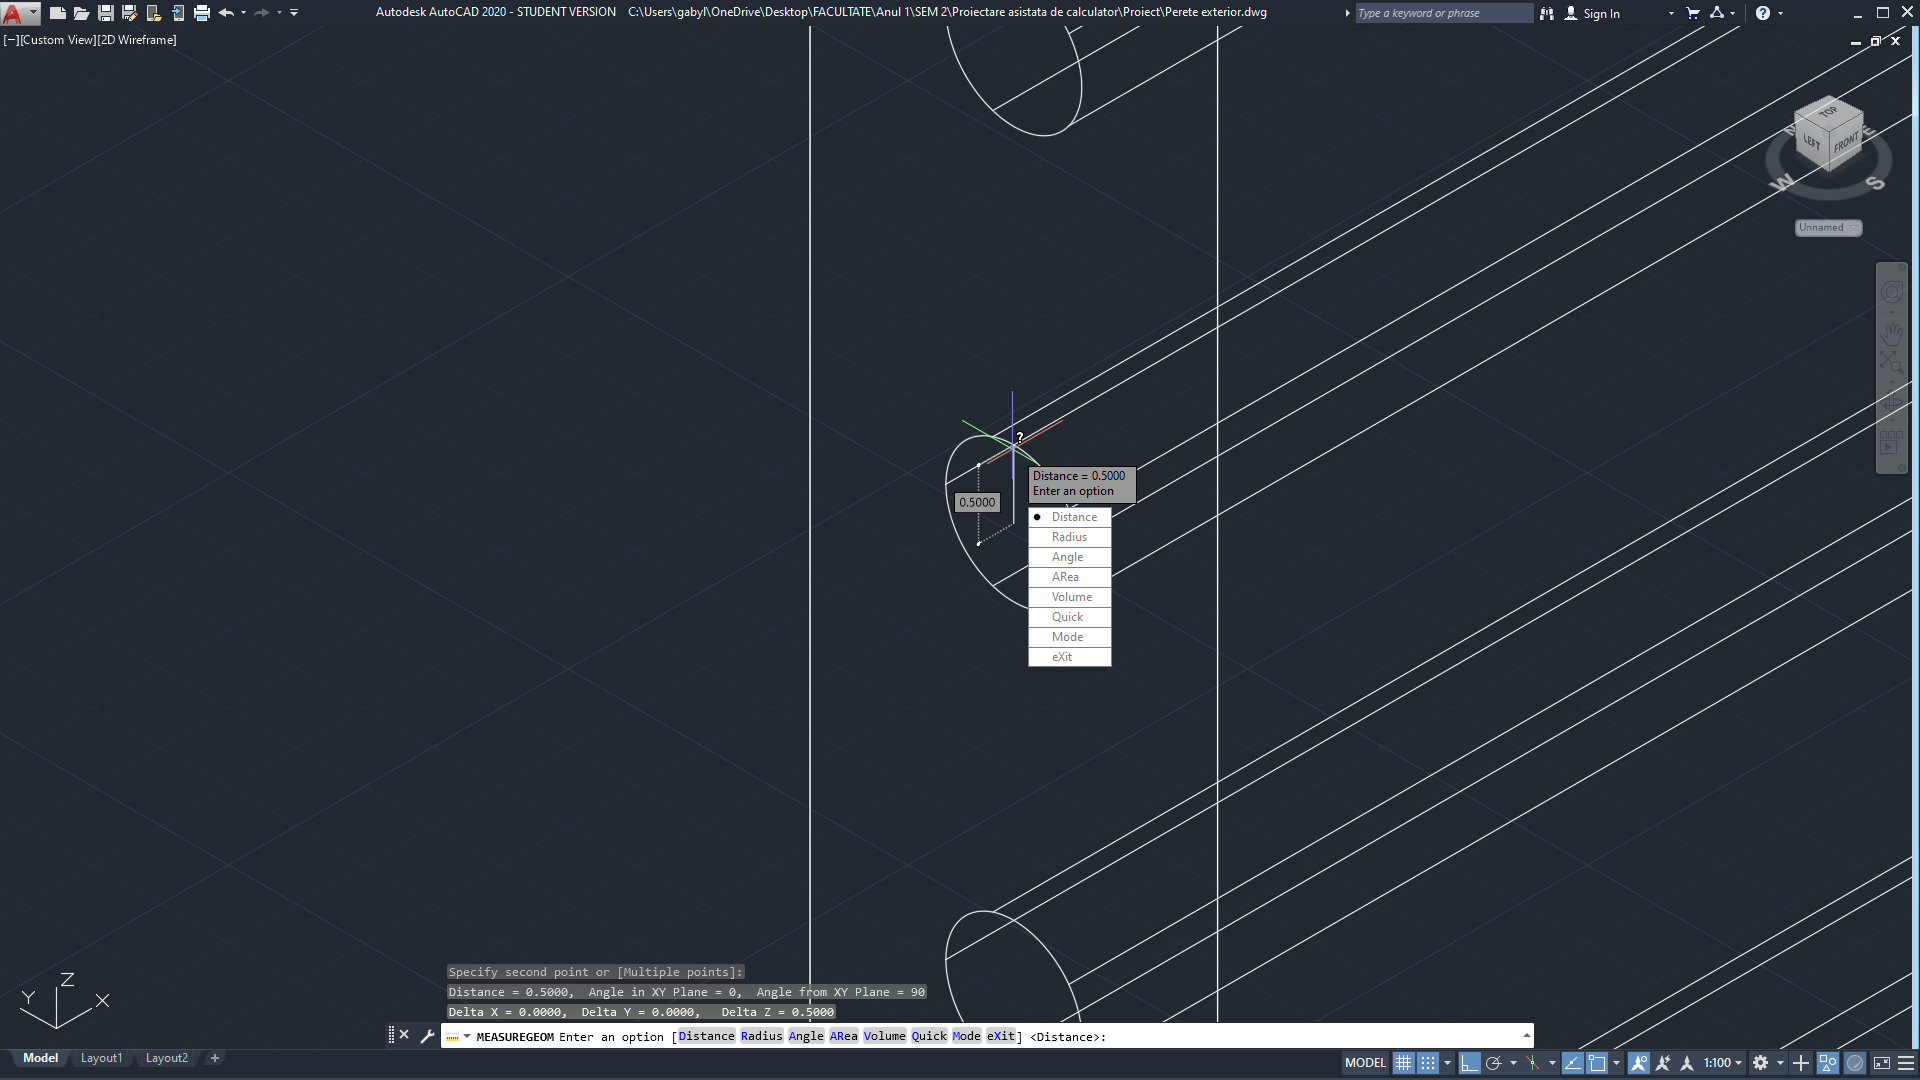 Autodesk AutoCAD 2020 - STUDENT VERSION C:\Users\gabyl\OneDrive\Desktop\FACULTATE\Anul 1\SEM 2\Proiectare asistata de calculator\Proiect\Perete exterior.dwg
Type a keyword or phrase
Sign In
[−][Custom View][2D Wireframe]
TOP
LEFT
FRONT
W
S
Unnamed
?
Distance = 0.5000
Enter an option
0.5000
Distance
Radius
Angle
ARea
Volume
Quick
Mode
eXit
Specify second point or [Multiple points]:
Distance = 0.5000, Angle in XY Plane = 0, Angle from XY Plane = 90
Delta X = 0.0000, Delta Y = 0.0000, Delta Z = 0.5000
Z
Y
X
MEASUREGEOM Enter an option [Distance Radius Angle ARea Volume Quick Mode eXit] <Distance>:
Model Layout1 Layout2 +
MODEL
1:100